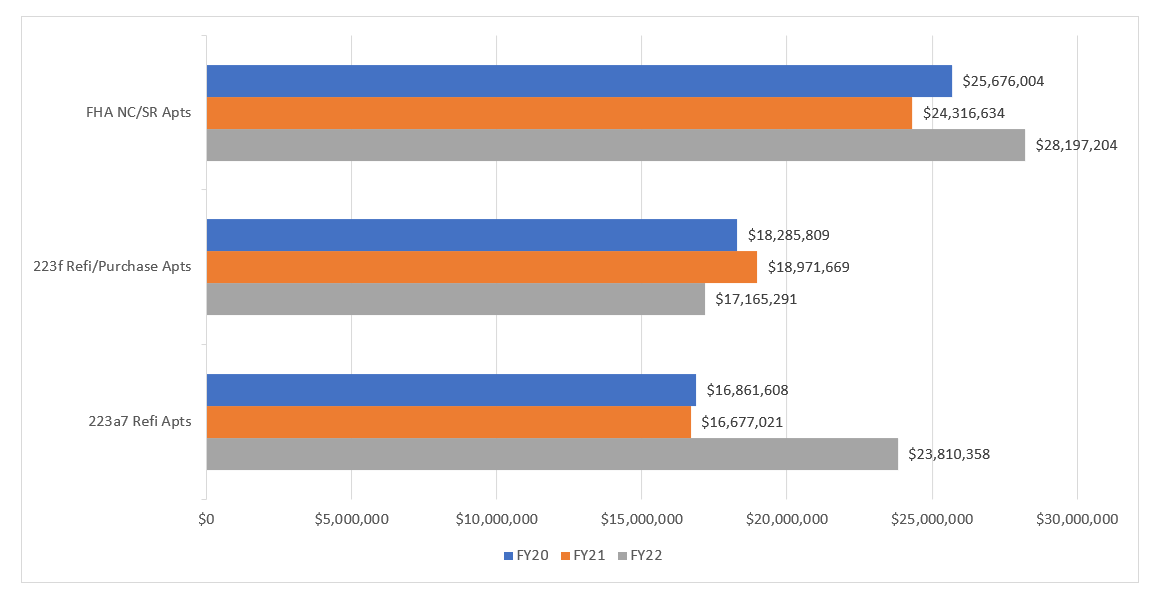 FHA NC/SR Apts
$25,676,004
$24,316,634
$28,197,204
223f Refi/Purchase Apts
$18,285,809
$18,971,669
$17,165,291
223a7 Refi Apts
$16,861,608
$16,677,021
$23,810,358
$0 $5,000,000 $10,000,000 $15,000,000 $20,000,000 $25,000,000 $30,000,000
FY20 FY21 FY22